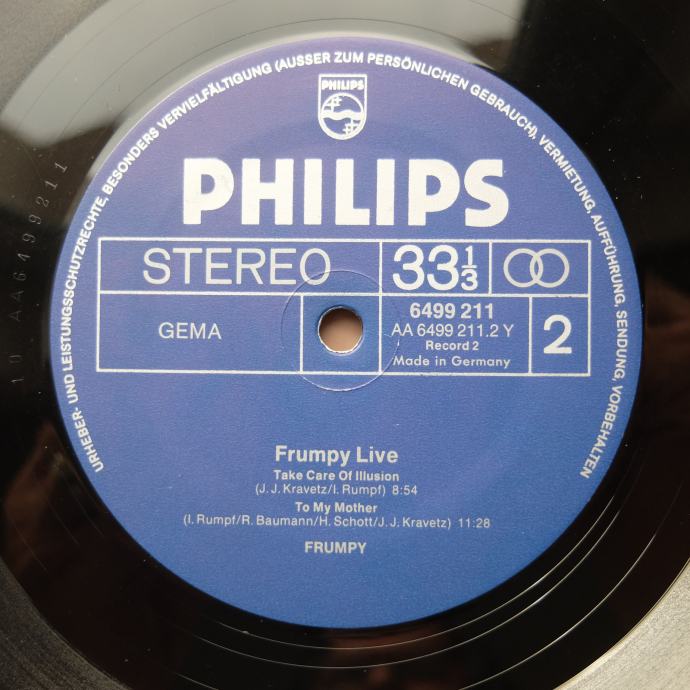 URHEBER- UND LEISTUNGSSCHUTZRECHTE, BESONDERS VERVIELFÄLTIGUNG (AUSSER ZUM PERSÖNLICHEN GEBRAUCH), VERMIETUNG, AUFFÜHRUNG, SENDUNG, VORBEHALTEN
PHILIPS
PHILIPS
STEREO 33⅓
GEMA
6499 211
AA 6499 211.2 Y
Record 2
Made in Germany
2
Frumpy Live
Take Care Of Illusion
(J. J. Kravetz/I. Rumpf) 8:54
To My Mother
(I. Rumpf/R. Baumann/H. Schott/J. J. Kravetz) 11:28
FRUMPY
10 AA6499211